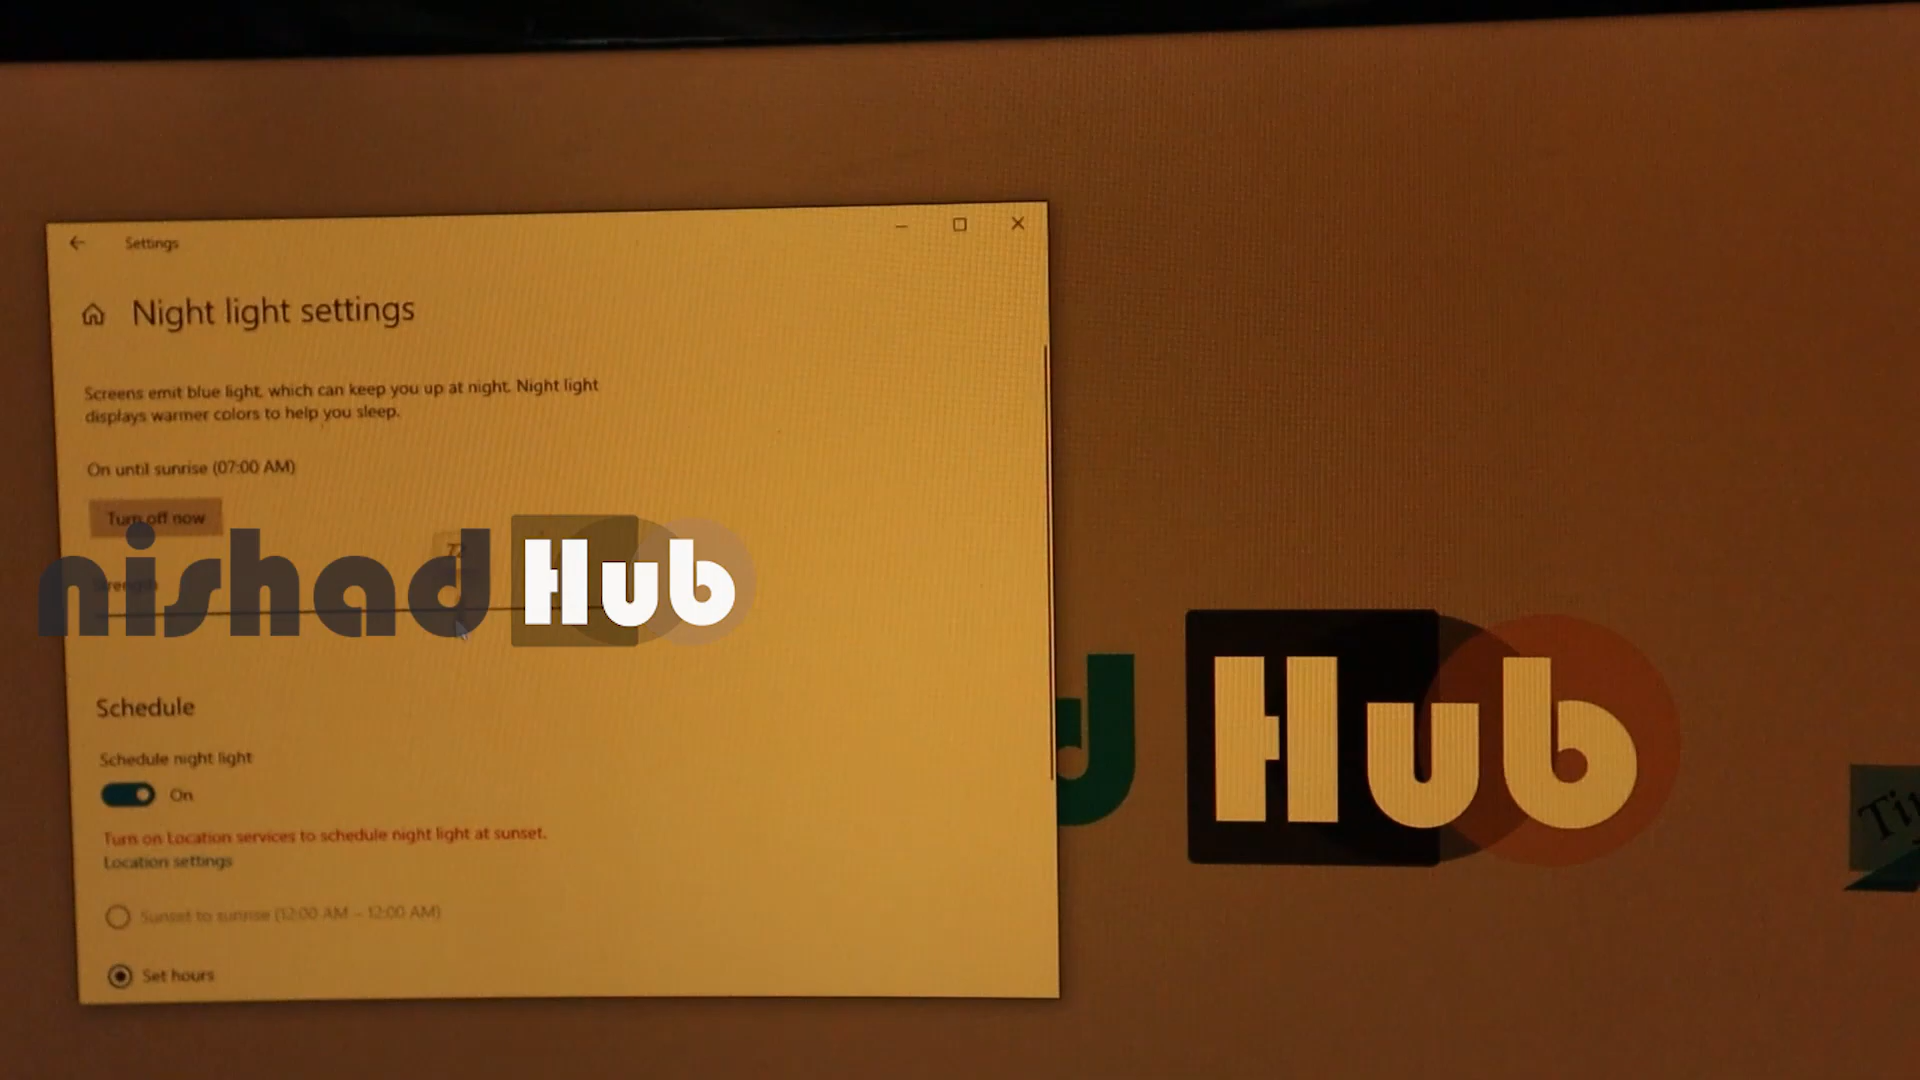 Settings
Night light settings
Screens emit blue light, which can keep you up at night. Night light
displays warmer colors to help you sleep.
On until sunrise (07:00 AM)
Turn off now
nishad Hub
Strength
Schedule
Schedule night light
On
Turn on Location services to schedule night light at sunset.
Location settings
Sunset to sunrise (12:00 AM - 12:00 AM)
Set hours
d Hub